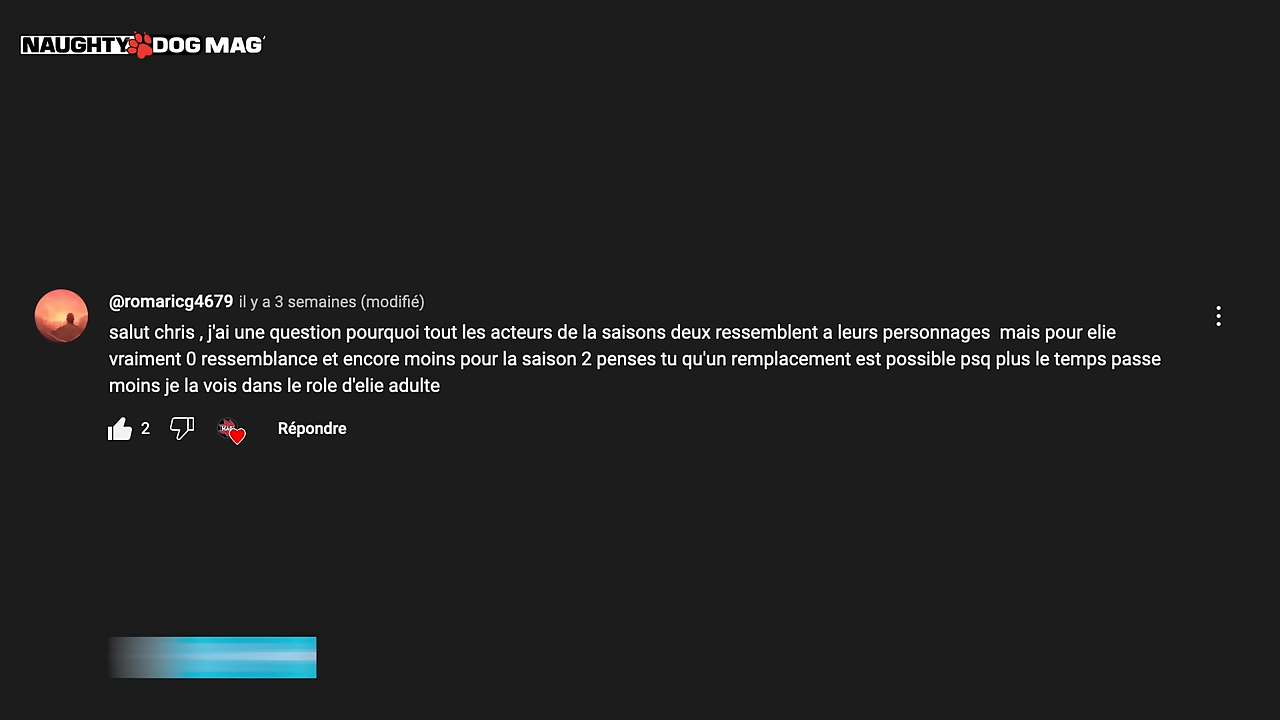 NAUGHTY DOG MAG'
@romaricg4679 il y a 3 semaines (modifié)
salut chris , j'ai une question pourquoi tout les acteurs de la saisons deux ressemblent a leurs personnages  mais pour elie
vraiment 0 ressemblance et encore moins pour la saison 2 penses tu qu'un remplacement est possible psq plus le temps passe
moins je la vois dans le role d'elie adulte
2 Répondre